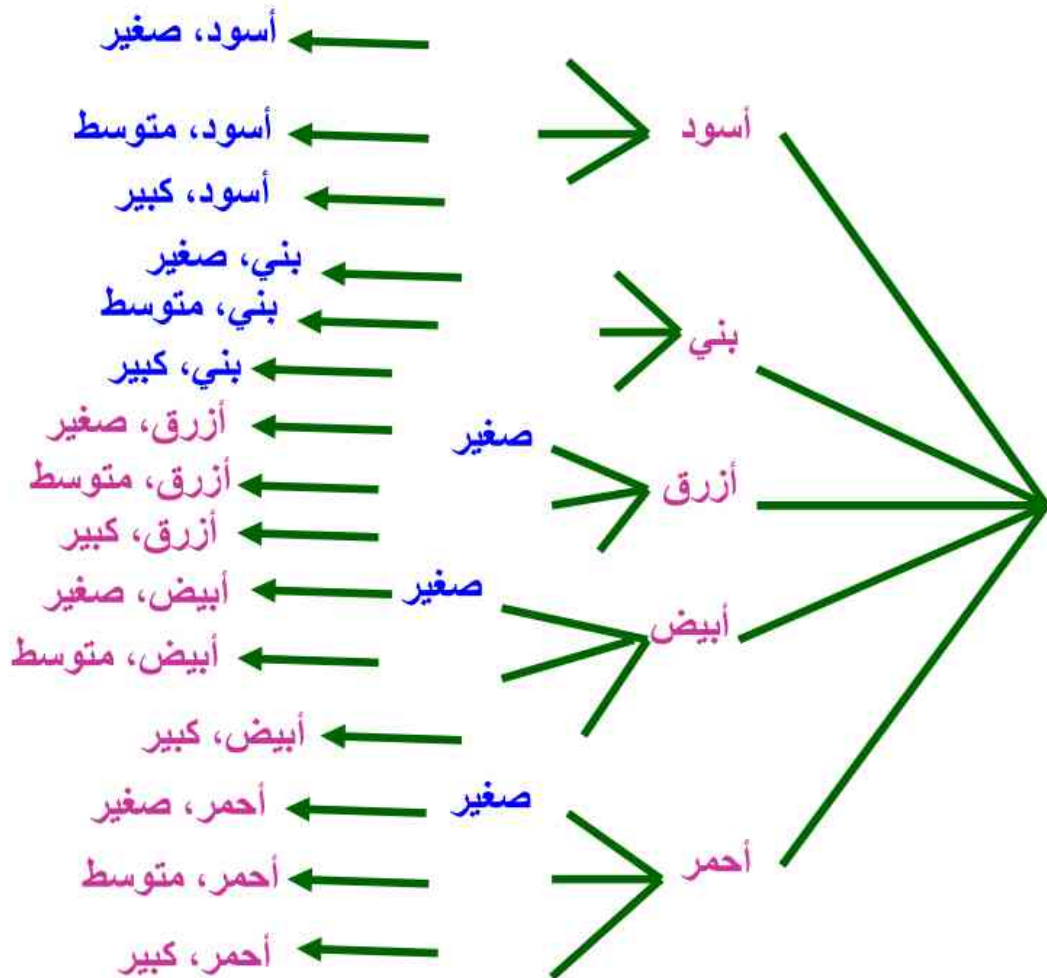 أسود
بني
أزرق
أبيض
أحمر
صغير
صغير
صغير
أسود، صغير
أسود، متوسط
أسود، كبير
بني، صغير
بني، متوسط
بني، كبير
أزرق، صغير
أزرق، متوسط
أزرق، كبير
أبيض، صغير
أبيض، متوسط
أبيض، كبير
أحمر، صغير
أحمر، متوسط
أحمر، كبير